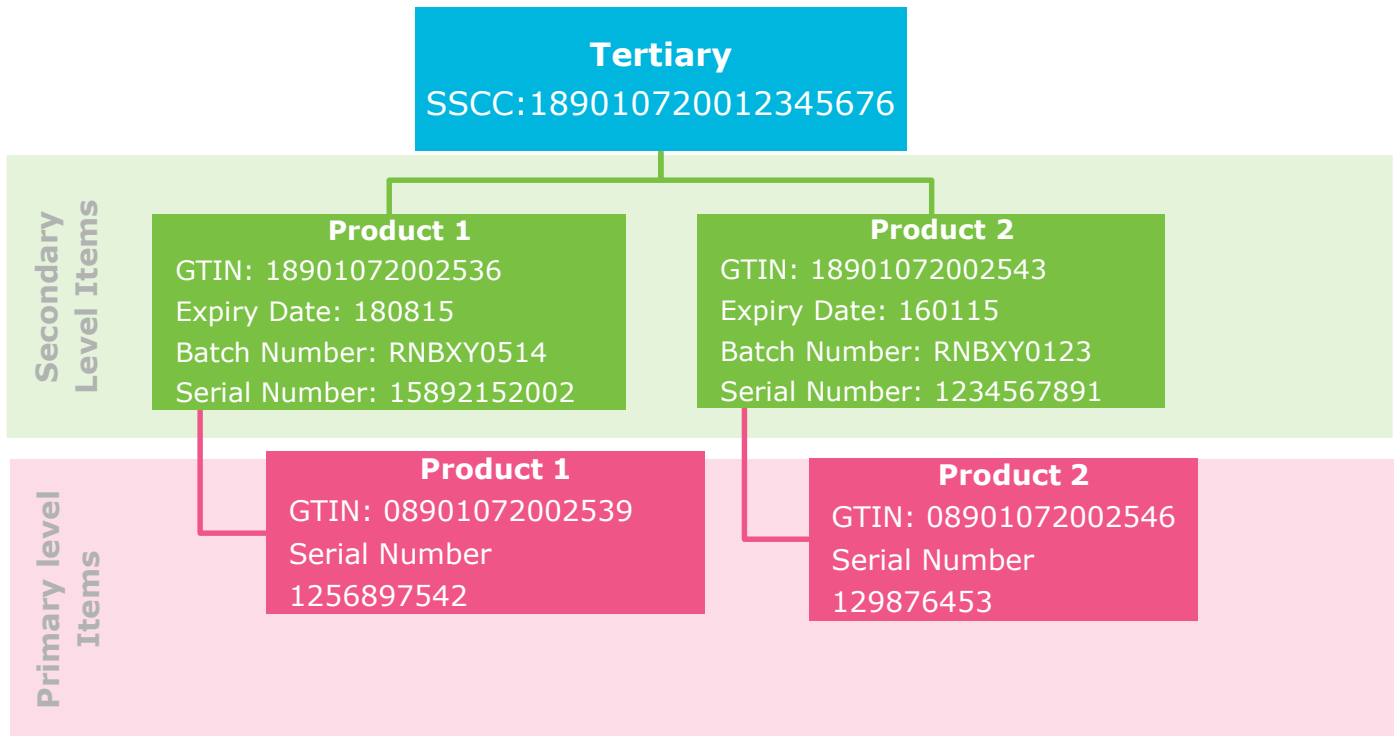 Tertiary
SSCC:189010720012345676
Secondary
Level Items
Product 1
GTIN: 18901072002536
Expiry Date: 180815
Batch Number: RNBXY0514
Serial Number: 15892152002
Product 2
GTIN: 18901072002543
Expiry Date: 160115
Batch Number: RNBXY0123
Serial Number: 1234567891
Primary level
Items
Product 1
GTIN: 08901072002539
Serial Number
1256897542
Product 2
GTIN: 08901072002546
Serial Number
129876453